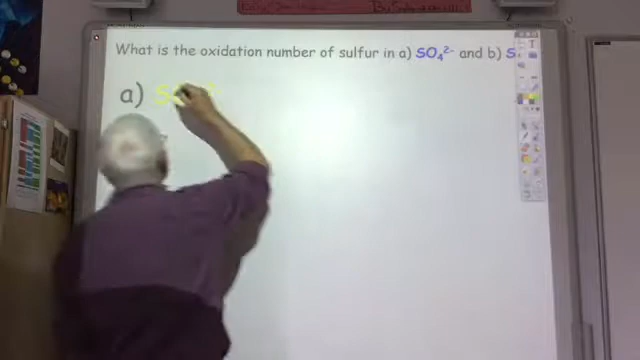 What is the oxidation number of sulfur in a) SO₄²⁻ and b) S
a) S